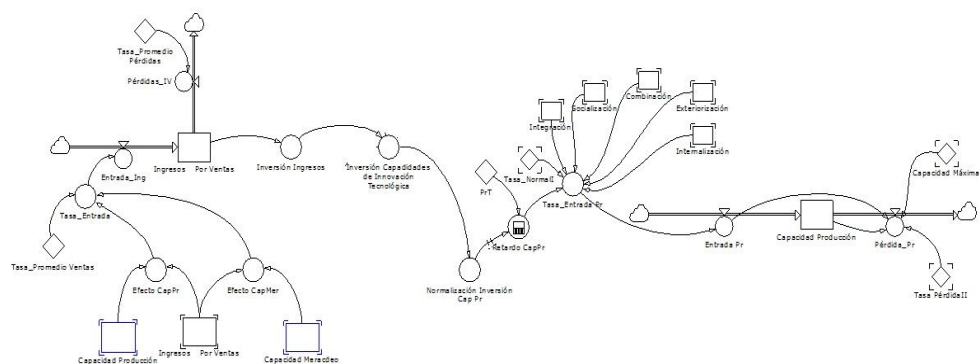 Tasa_Promedio
Pérdidas
Pérdidas_IV
Ingresos Por Ventas
Entrada_Ing
Tasa_Entrada
Tasa_Promedio Ventas
Efecto CapPr
Efecto CapMer
Capacidad Producción
Ingresos Por Ventas
Capacidad Meracdeo
Inversión Ingresos
Inversión Capacidades
de Innovación
Tecnológica
Normalización Inversión
Cap Pr
PrT
Retardo CapPr
Tasa_NormalI
Integración
Socialización
Combinación
Exteriorización
Internalización
Tasa_Entrada Pr
Entrada Pr
Capacidad Producción
Pérdida_Pr
Capacidad Máxima
Tasa PérdidaII